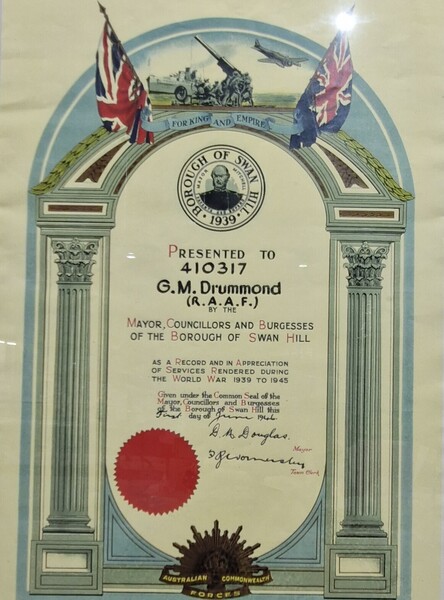 FOR KING AND EMPIRE
BOROUGH OF SWAN HILL
MAJOR MITCHELL
1939
PRESENTED TO
410317
G.M. Drummond
(R.A.A.F.)
BY THE
MAYOR, COUNCILLORS AND BURGESSES
OF THE BOROUGH OF SWAN HILL
AS A RECORD AND IN APPRECIATION
OF SERVICES RENDERED DURING
THE WORLD WAR 1939 TO 1945
Given under the Common Seal of the
Mayor, Councillors and Burgesses
of the Borough of Swan Hill this
First day of June 1946
Douglas.
Mayor
Town Clerk
AUSTRALIAN COMMONWEALTH
FORCES